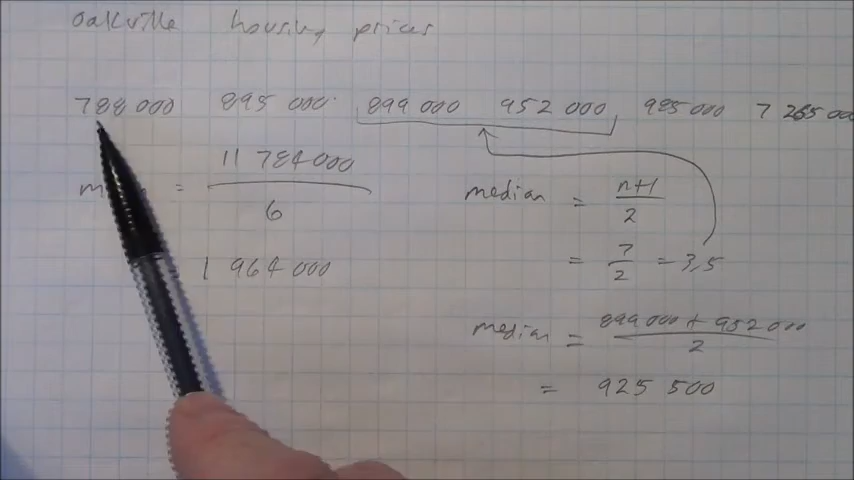 Oakville housing prices
788 000 895 000 899 000 952 000 985 000 7 265 000
11 784 000
= 6
1 964 000
median = n+1
2
= 7
2 = 3,5
median = 899 000 + 952 000
2
= 925 500